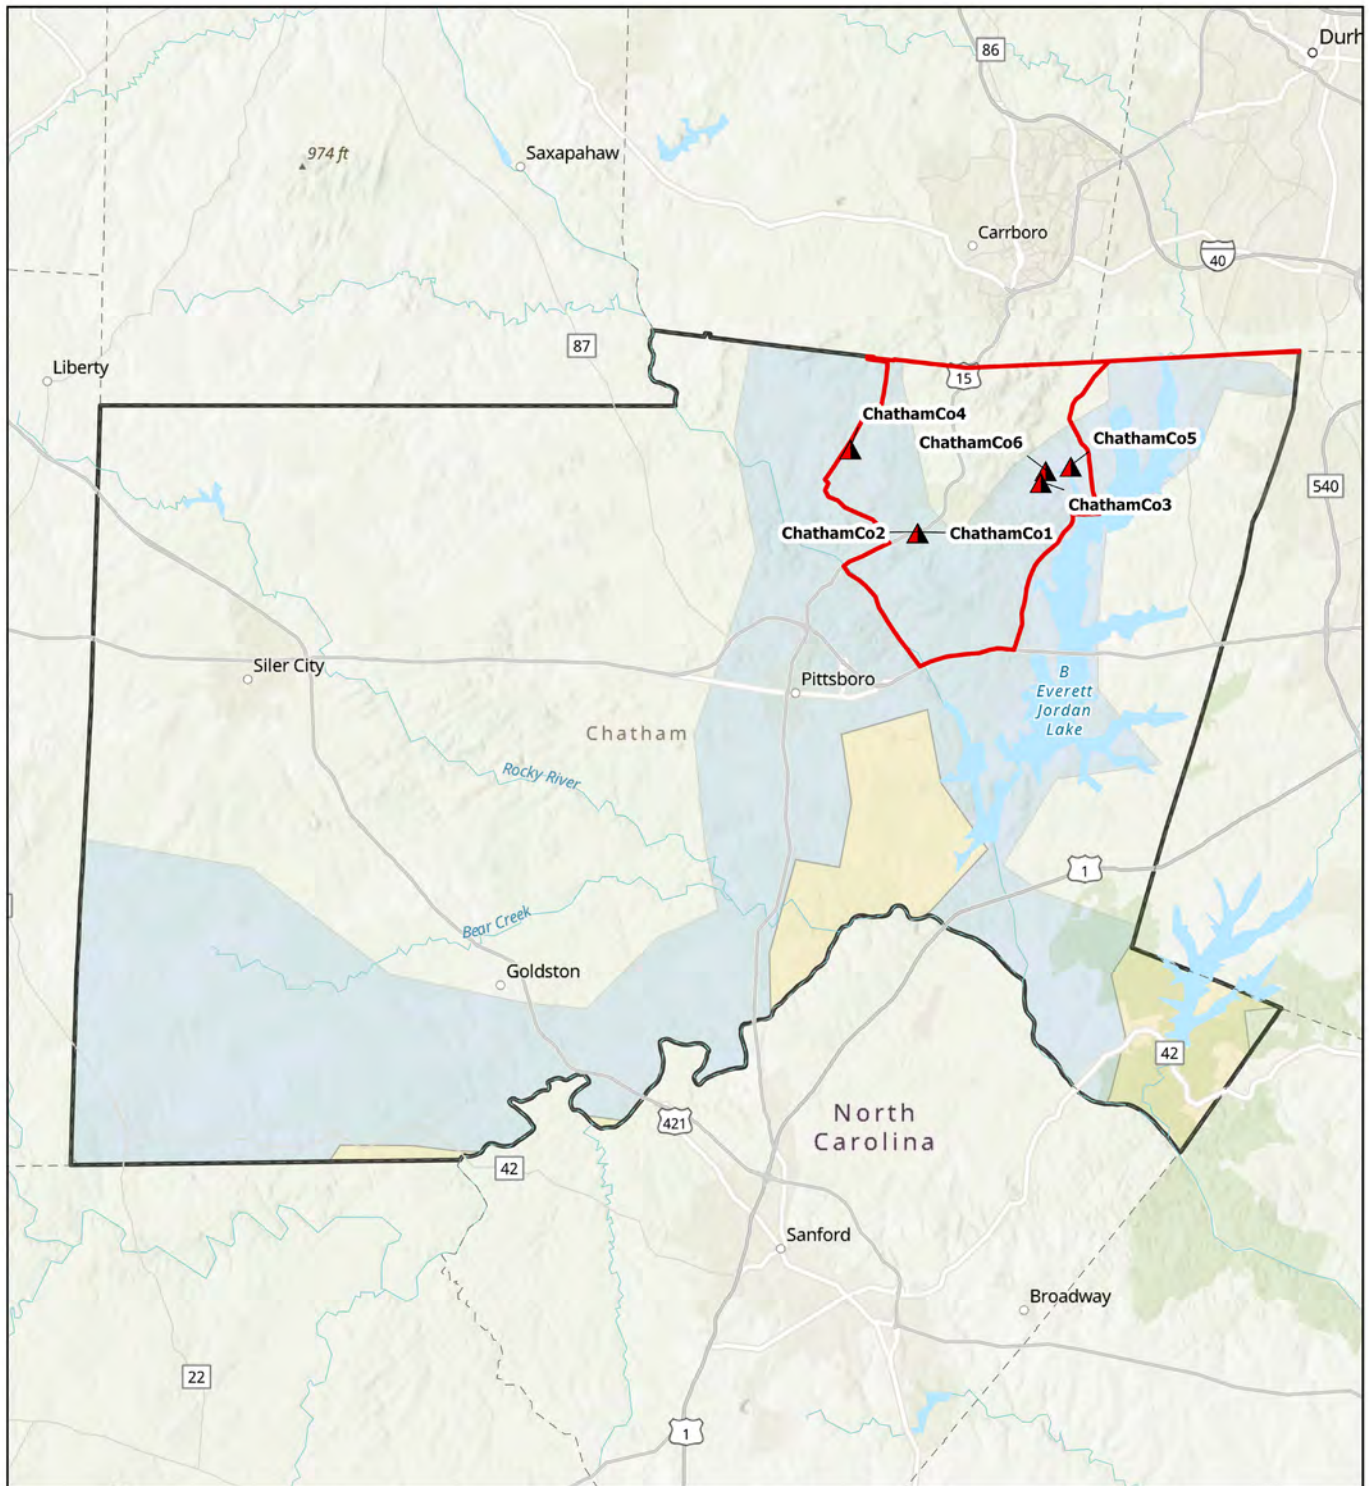 86
Durh
974 ft
Saxapahaw
Carrboro
40
87
Liberty
15
ChathamCo4
ChathamCo6
ChathamCo5
540
ChathamCo3
ChathamCo2
ChathamCo1
Siler City
Pittsboro
B
Everett
Jordan
Lake
Chatham
Rocky River
1
Bear Creek
Goldston
42
North
Carolina
421
42
Sanford
Broadway
22
1